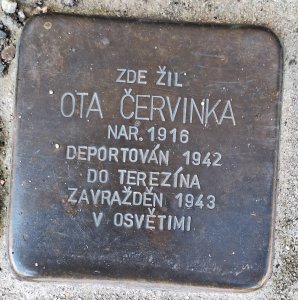 ZDE ŽIL
OTA ČERVINKA
NAR. 1916
DEPORTOVÁN 1942
DO TEREZÍNA
ZAVRAŽDĚN 1943
V OSVĚTIMI